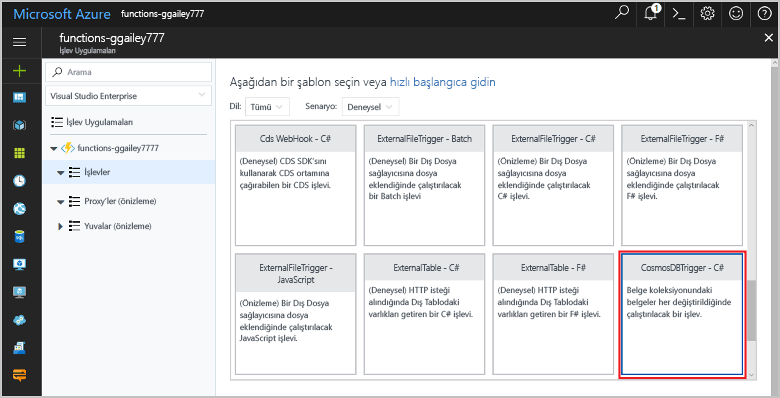 Microsoft Azure functions-ggailey777
1
functions-ggailey777
İşlev Uygulamaları
Arama
Visual Studio Enterprise
İşlev Uygulamaları
functions-ggailey7777
İşlevler
Proxy'ler (önizleme)
Yuvalar (önizleme)
Aşağıdan bir şablon seçin veya hızlı başlangıca gidin
Dil: Tümü Senaryo: Deneysel
Cds WebHook - C#
(Deneysel) CDS SDK'sını
kullanarak CDS ortamına
çağırabilen bir CDS işlevi.
ExternalFileTrigger - Batch
(Deneysel) Bir Dış Dosya
sağlayıcısına dosya
eklendiğinde çalıştırılacak
bir Batch işlevi
ExternalFileTrigger - C#
(Önizleme) Bir Dış Dosya
sağlayıcısına dosya
eklendiğinde çalıştırılacak
C# işlevi.
ExternalFileTrigger - F#
(Önizleme) Bir Dış Dosya
sağlayıcısına dosya
eklendiğinde çalıştırılacak
F# işlevi.
ExternalFileTrigger -
JavaScript
(Önizleme) Bir Dış Dosya
sağlayıcısına dosya
eklendiğinde çalıştırılacak
JavaScript işlevi.
ExternalTable - C#
(Deneysel) HTTP isteği
alındığında Dış Tablodaki
varlıkları getiren bir C# işlevi.
ExternalTable - F#
(Deneysel) HTTP isteği
alındığında Dış Tablodaki
varlıkları getiren bir F# işlevi.
CosmosDBTrigger - C#
Belge koleksiyonundaki
belgeler her değiştirildiğinde
çalıştırılacak bir işlev.